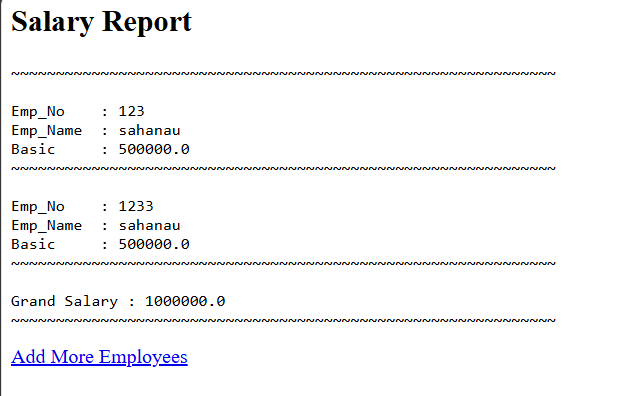 Salary Report
~~~~~~~~~~~~~~~~~~~~~~~~~~~~~~~~~~~~~~~~~~~~~~~~~~~~~~~~~~~~~
Emp_No    : 123
Emp_Name  : sahanau
Basic     : 500000.0
~~~~~~~~~~~~~~~~~~~~~~~~~~~~~~~~~~~~~~~~~~~~~~~~~~~~~~~~~~~~~
Emp_No    : 1233
Emp_Name  : sahanau
Basic     : 500000.0
~~~~~~~~~~~~~~~~~~~~~~~~~~~~~~~~~~~~~~~~~~~~~~~~~~~~~~~~~~~~~
Grand Salary : 1000000.0
~~~~~~~~~~~~~~~~~~~~~~~~~~~~~~~~~~~~~~~~~~~~~~~~~~~~~~~~~~~~~
Add More Employees